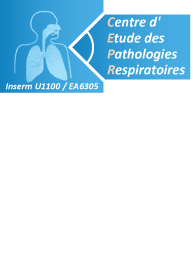 Centre d'
Etude des
Pathologies
Respiratoires
Inserm U1100 / EA6305